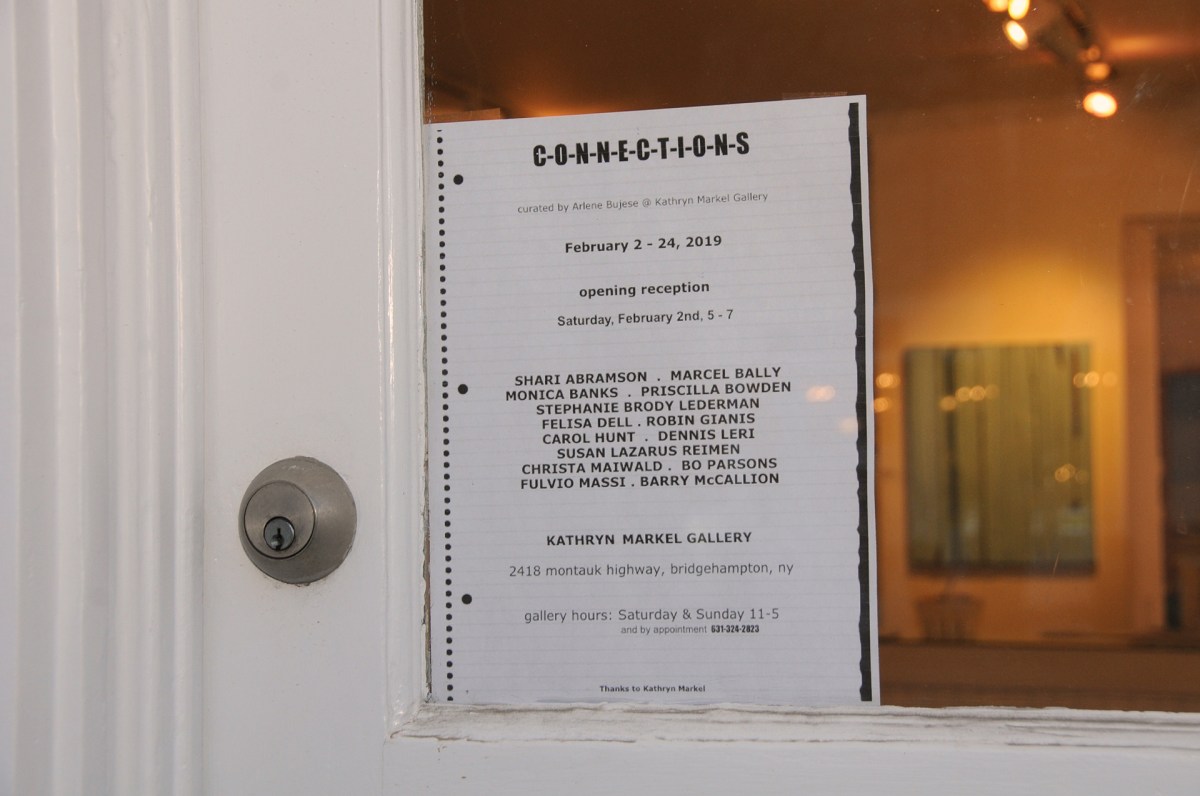 C-O-N-N-E-C-T-I-O-N-S
curated by Arlene Bujese @ Kathryn Markel Gallery
February 2 - 24, 2019
opening reception
Saturday, February 2nd, 5 - 7
SHARI ABRAMSON . MARCEL BALLY
MONICA BANKS . PRISCILLA BOWDEN
STEPHANIE BRODY LEDERMAN
FELISA DELL . ROBIN GIANIS
CAROL HUNT . DENNIS LERI
SUSAN LAZARUS REIMEN
CHRISTA MAIWALD . BO PARSONS
FULVIO MASSI . BARRY McCALLION
KATHRYN MARKEL GALLERY
2418 montauk highway, bridgehampton, ny
gallery hours: Saturday & Sunday 11-5
and by appointment 631-324-2823
Thanks to Kathryn Markel